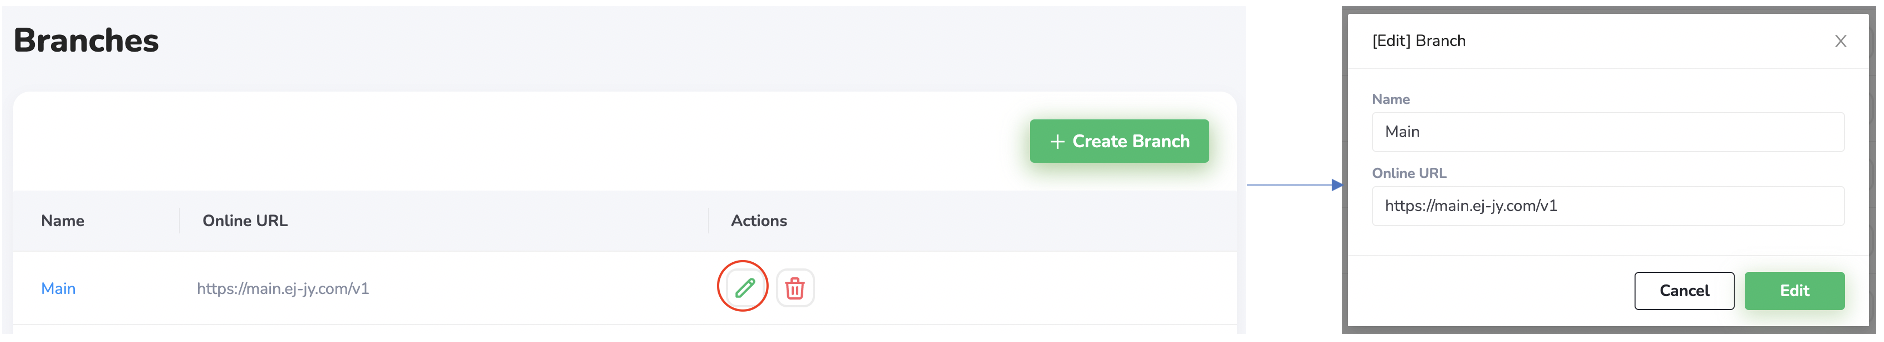 Branches
+ Create Branch
Name Online URL Actions
Main https://main.ej-jy.com/v1
[Edit] Branch
Name
Main
Online URL
https://main.ej-jy.com/v1
Cancel Edit